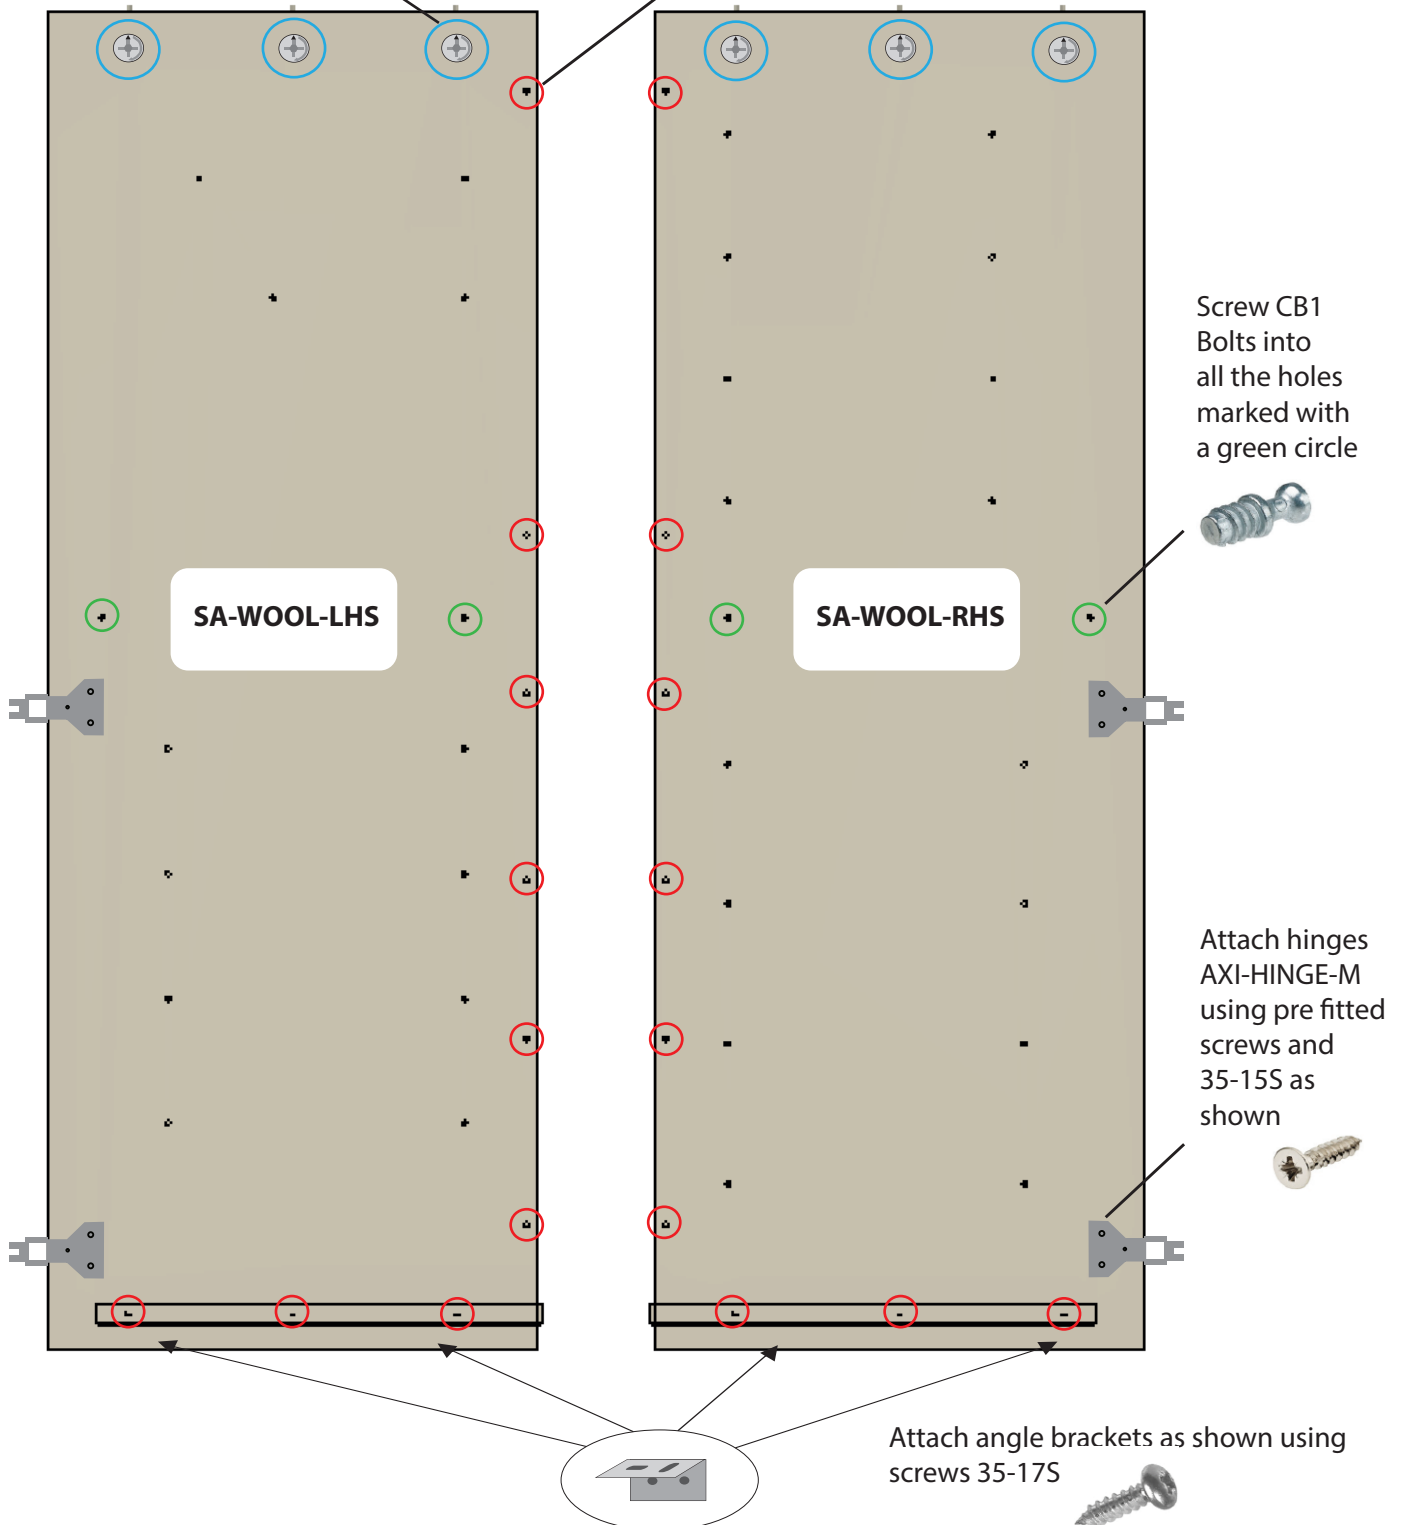 Screw CB1
Bolts into
all the holes
marked with
a green circle
SA-WOOL-LHS
SA-WOOL-RHS
Attach hinges
AXI-HINGE-M
using pre fitted
screws and
35-15S as
shown
Attach angle brackets as shown using
screws 35-17S